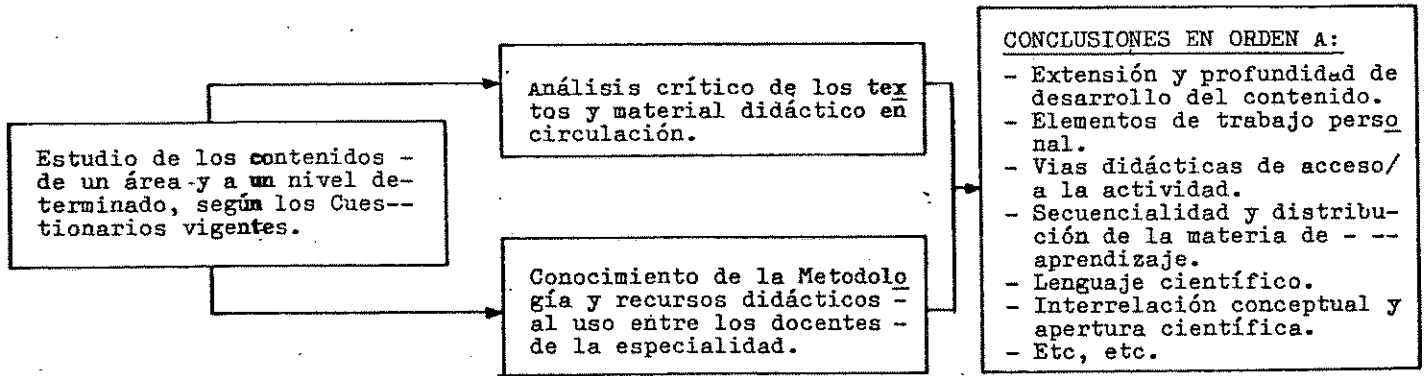 Estudio de los contenidos -
de un área y a un nivel de-
terminado, según los Cues--
tionarios vigentes.
Análisis crítico de los tex
tos y material didáctico en
circulación.
Conocimiento de la Metodolo
gía y recursos didácticos -
al uso entre los docentes -
de la especialidad.
CONCLUSIONES EN ORDEN A:
- Extensión y profundidad de
desarrollo del contenido.
- Elementos de trabajo perso
nal.
- Vias didácticas de acceso/
a la actividad.
- Secuencialidad y distribu-
ción de la materia de - --
aprendizaje.
- Lenguaje científico.
- Interrelación conceptual y
apertura científica.
- Etc, etc.